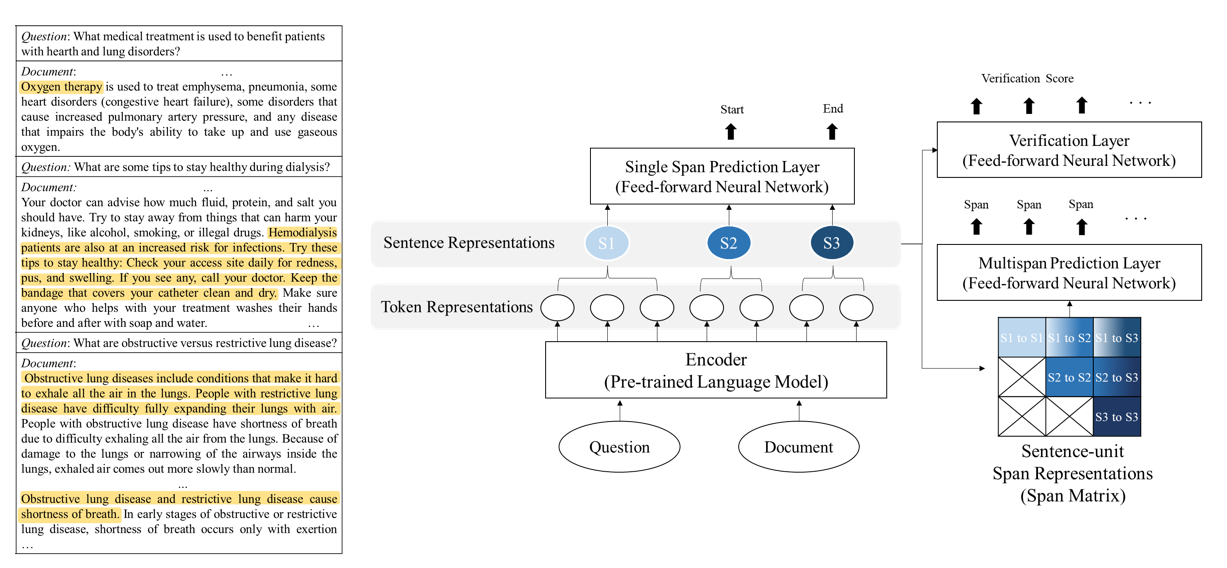 Question: What medical treatment is used to benefit patients
with hearth and lung disorders?
Document: …
Oxygen therapy is used to treat emphysema, pneumonia, some
heart disorders (congestive heart failure), some disorders that
cause increased pulmonary artery pressure, and any disease
that impairs the body's ability to take up and use gaseous
oxygen.
Question: What are some tips to stay healthy during dialysis?
Document: ...
Your doctor can advise how much fluid, protein, and salt you
should have. Try to stay away from things that can harm your
kidneys, like alcohol, smoking, or illegal drugs. Hemodialysis
patients are also at an increased risk for infections. Try these
tips to stay healthy: Check your access site daily for redness,
pus, and swelling. If you see any, call your doctor. Keep the
bandage that covers your catheter clean and dry. Make sure
anyone who helps with your treatment washes their hands
before and after with soap and water. …
Question: What are obstructive versus restrictive lung disease?
Document:
Obstructive lung diseases include conditions that make it hard
to exhale all the air in the lungs. People with restrictive lung
disease have difficulty fully expanding their lungs with air.
People with obstructive lung disease have shortness of breath
due to difficulty exhaling all the air from the lungs. Because of
damage to the lungs or narrowing of the airways inside the
lungs, exhaled air comes out more slowly than normal.
...
Obstructive lung disease and restrictive lung disease cause
shortness of breath. In early stages of obstructive or restrictive
lung disease, shortness of breath occurs only with exertion
…
Start
End
Single Span Prediction Layer
(Feed-forward Neural Network)
Sentence Representations
S1
S2
S3
Token Representations
Encoder
(Pre-trained Language Model)
Question
Document
Verification Score
. . .
Verification Layer
(Feed-forward Neural Network)
Span
Span
Span
. . .
Multispan Prediction Layer
(Feed-forward Neural Network)
S1 to S1
S1 to S2
S1 to S3
S2 to S2
S2 to S3
S3 to S3
Sentence-unit
Span Representations
(Span Matrix)